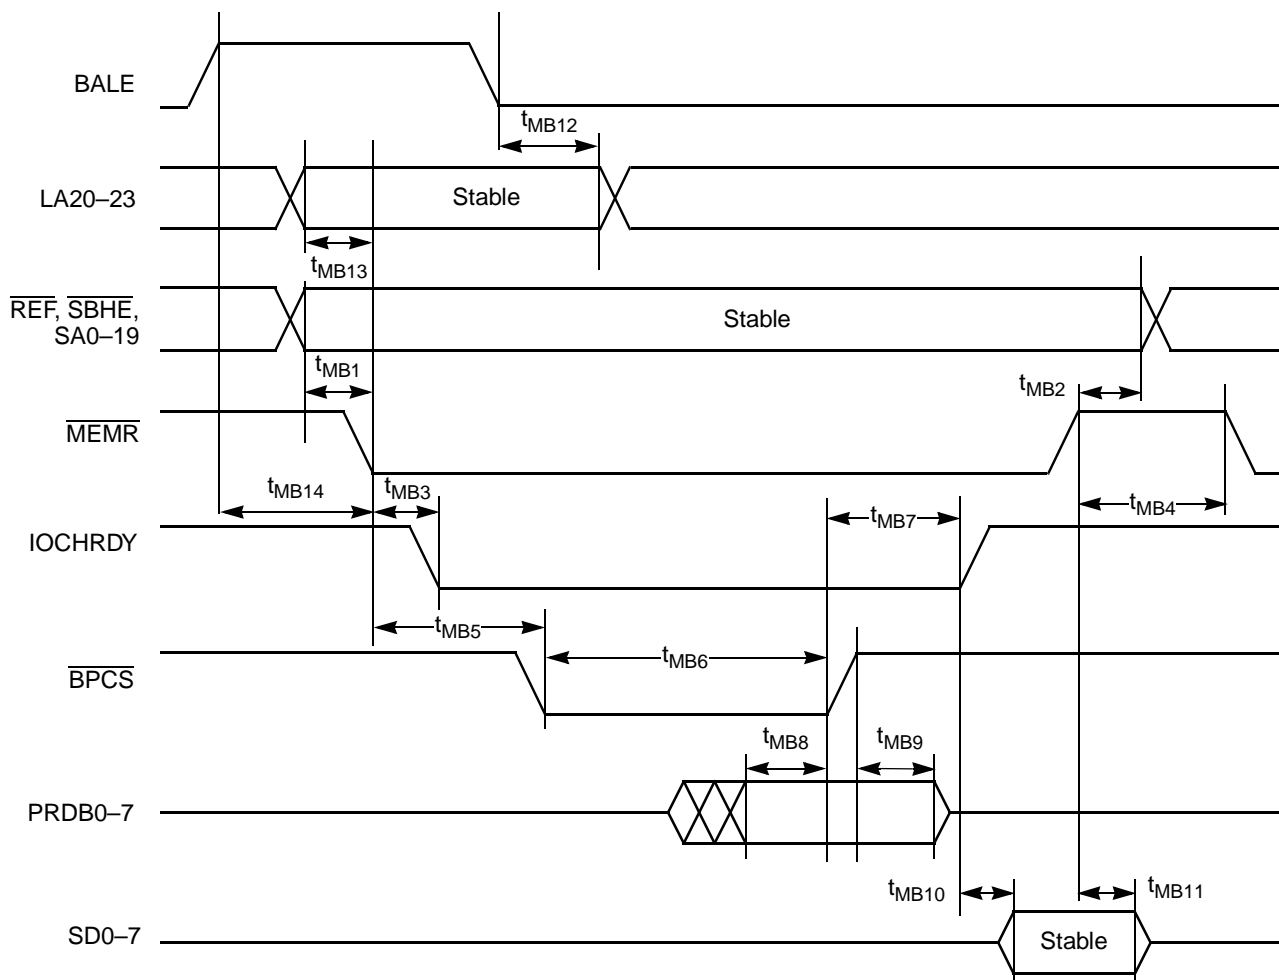 BALE
tMB12
LA20–23
Stable
tMB13
REF, SBHE,
SA0–19
Stable
tMB1
tMB2
MEMR
tMB14
tMB3
tMB4
tMB7
IOCHRDY
tMB5
tMB6
BPCS
tMB8
tMB9
PRDB0–7
tMB10
tMB11
SD0–7
Stable